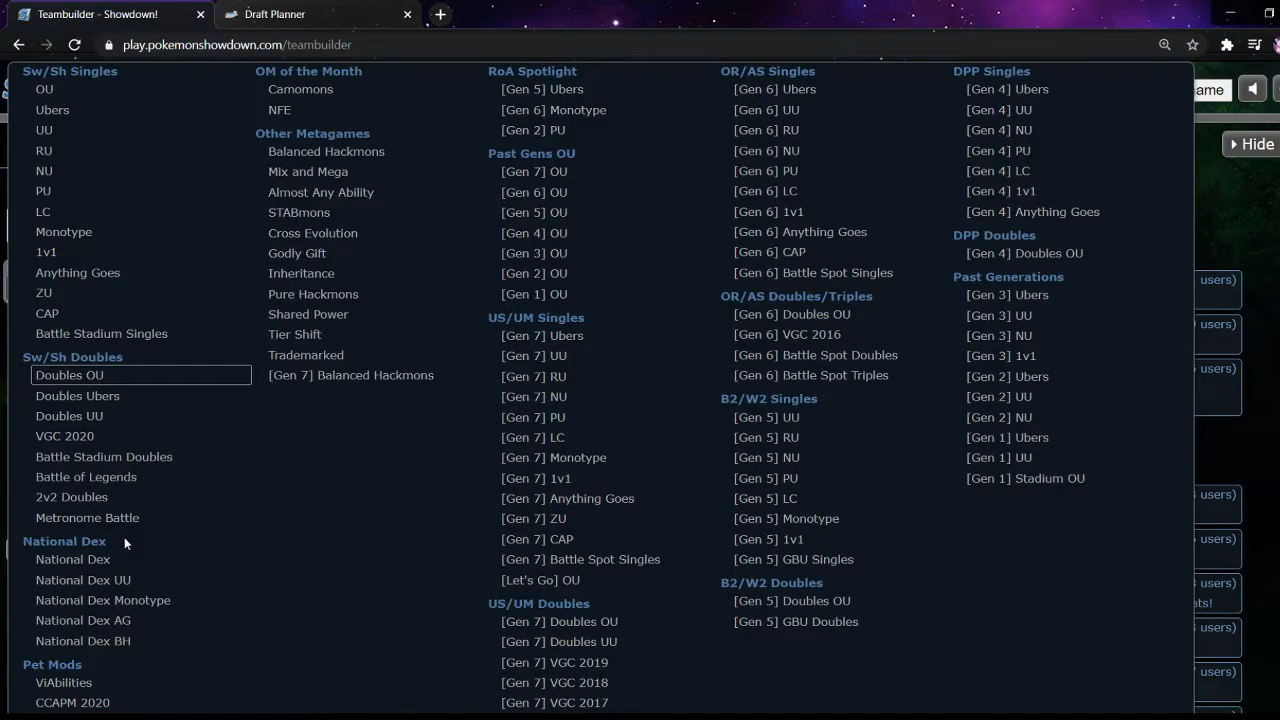 Teambuilder - Showdown!
Draft Planner
play.pokemonshowdown.com/teambuilder
Sw/Sh Singles
OU
Ubers
UU
RU
NU
PU
LC
Monotype
1v1
Anything Goes
ZU
CAP
Battle Stadium Singles
Sw/Sh Doubles
Doubles OU
Doubles Ubers
Doubles UU
VGC 2020
Battle Stadium Doubles
Battle of Legends
2v2 Doubles
Metronome Battle
National Dex
National Dex
National Dex UU
National Dex Monotype
National Dex AG
National Dex BH
Pet Mods
ViAbilities
CCAPM 2020
OM of the Month
Camomons
NFE
Other Metagames
Balanced Hackmons
Mix and Mega
Almost Any Ability
STABmons
Cross Evolution
Godly Gift
Inheritance
Pure Hackmons
Shared Power
Tier Shift
Trademarked
[Gen 7] Balanced Hackmons
RoA Spotlight
[Gen 5] Ubers
[Gen 6] Monotype
[Gen 2] PU
Past Gens OU
[Gen 7] OU
[Gen 6] OU
[Gen 5] OU
[Gen 4] OU
[Gen 3] OU
[Gen 2] OU
[Gen 1] OU
US/UM Singles
[Gen 7] Ubers
[Gen 7] UU
[Gen 7] RU
[Gen 7] NU
[Gen 7] PU
[Gen 7] LC
[Gen 7] Monotype
[Gen 7] 1v1
[Gen 7] Anything Goes
[Gen 7] ZU
[Gen 7] CAP
[Gen 7] Battle Spot Singles
[Let's Go] OU
US/UM Doubles
[Gen 7] Doubles OU
[Gen 7] Doubles UU
[Gen 7] VGC 2019
[Gen 7] VGC 2018
[Gen 7] VGC 2017
OR/AS Singles
[Gen 6] Ubers
[Gen 6] UU
[Gen 6] RU
[Gen 6] NU
[Gen 6] PU
[Gen 6] LC
[Gen 6] 1v1
[Gen 6] Anything Goes
[Gen 6] CAP
[Gen 6] Battle Spot Singles
OR/AS Doubles/Triples
[Gen 6] Doubles OU
[Gen 6] VGC 2016
[Gen 6] Battle Spot Doubles
[Gen 6] Battle Spot Triples
B2/W2 Singles
[Gen 5] UU
[Gen 5] RU
[Gen 5] NU
[Gen 5] PU
[Gen 5] LC
[Gen 5] Monotype
[Gen 5] 1v1
[Gen 5] GBU Singles
B2/W2 Doubles
[Gen 5] Doubles OU
[Gen 5] GBU Doubles
DPP Singles
[Gen 4] Ubers
[Gen 4] UU
[Gen 4] NU
[Gen 4] PU
[Gen 4] LC
[Gen 4] 1v1
[Gen 4] Anything Goes
DPP Doubles
[Gen 4] Doubles OU
Past Generations
[Gen 3] Ubers
[Gen 3] UU
[Gen 3] NU
[Gen 3] 1v1
[Gen 2] Ubers
[Gen 2] UU
[Gen 2] NU
[Gen 1] Ubers
[Gen 1] UU
[Gen 1] Stadium OU
ame
Hide
users)
users)
users)
users)
users)
users)
ats!
users)
users)